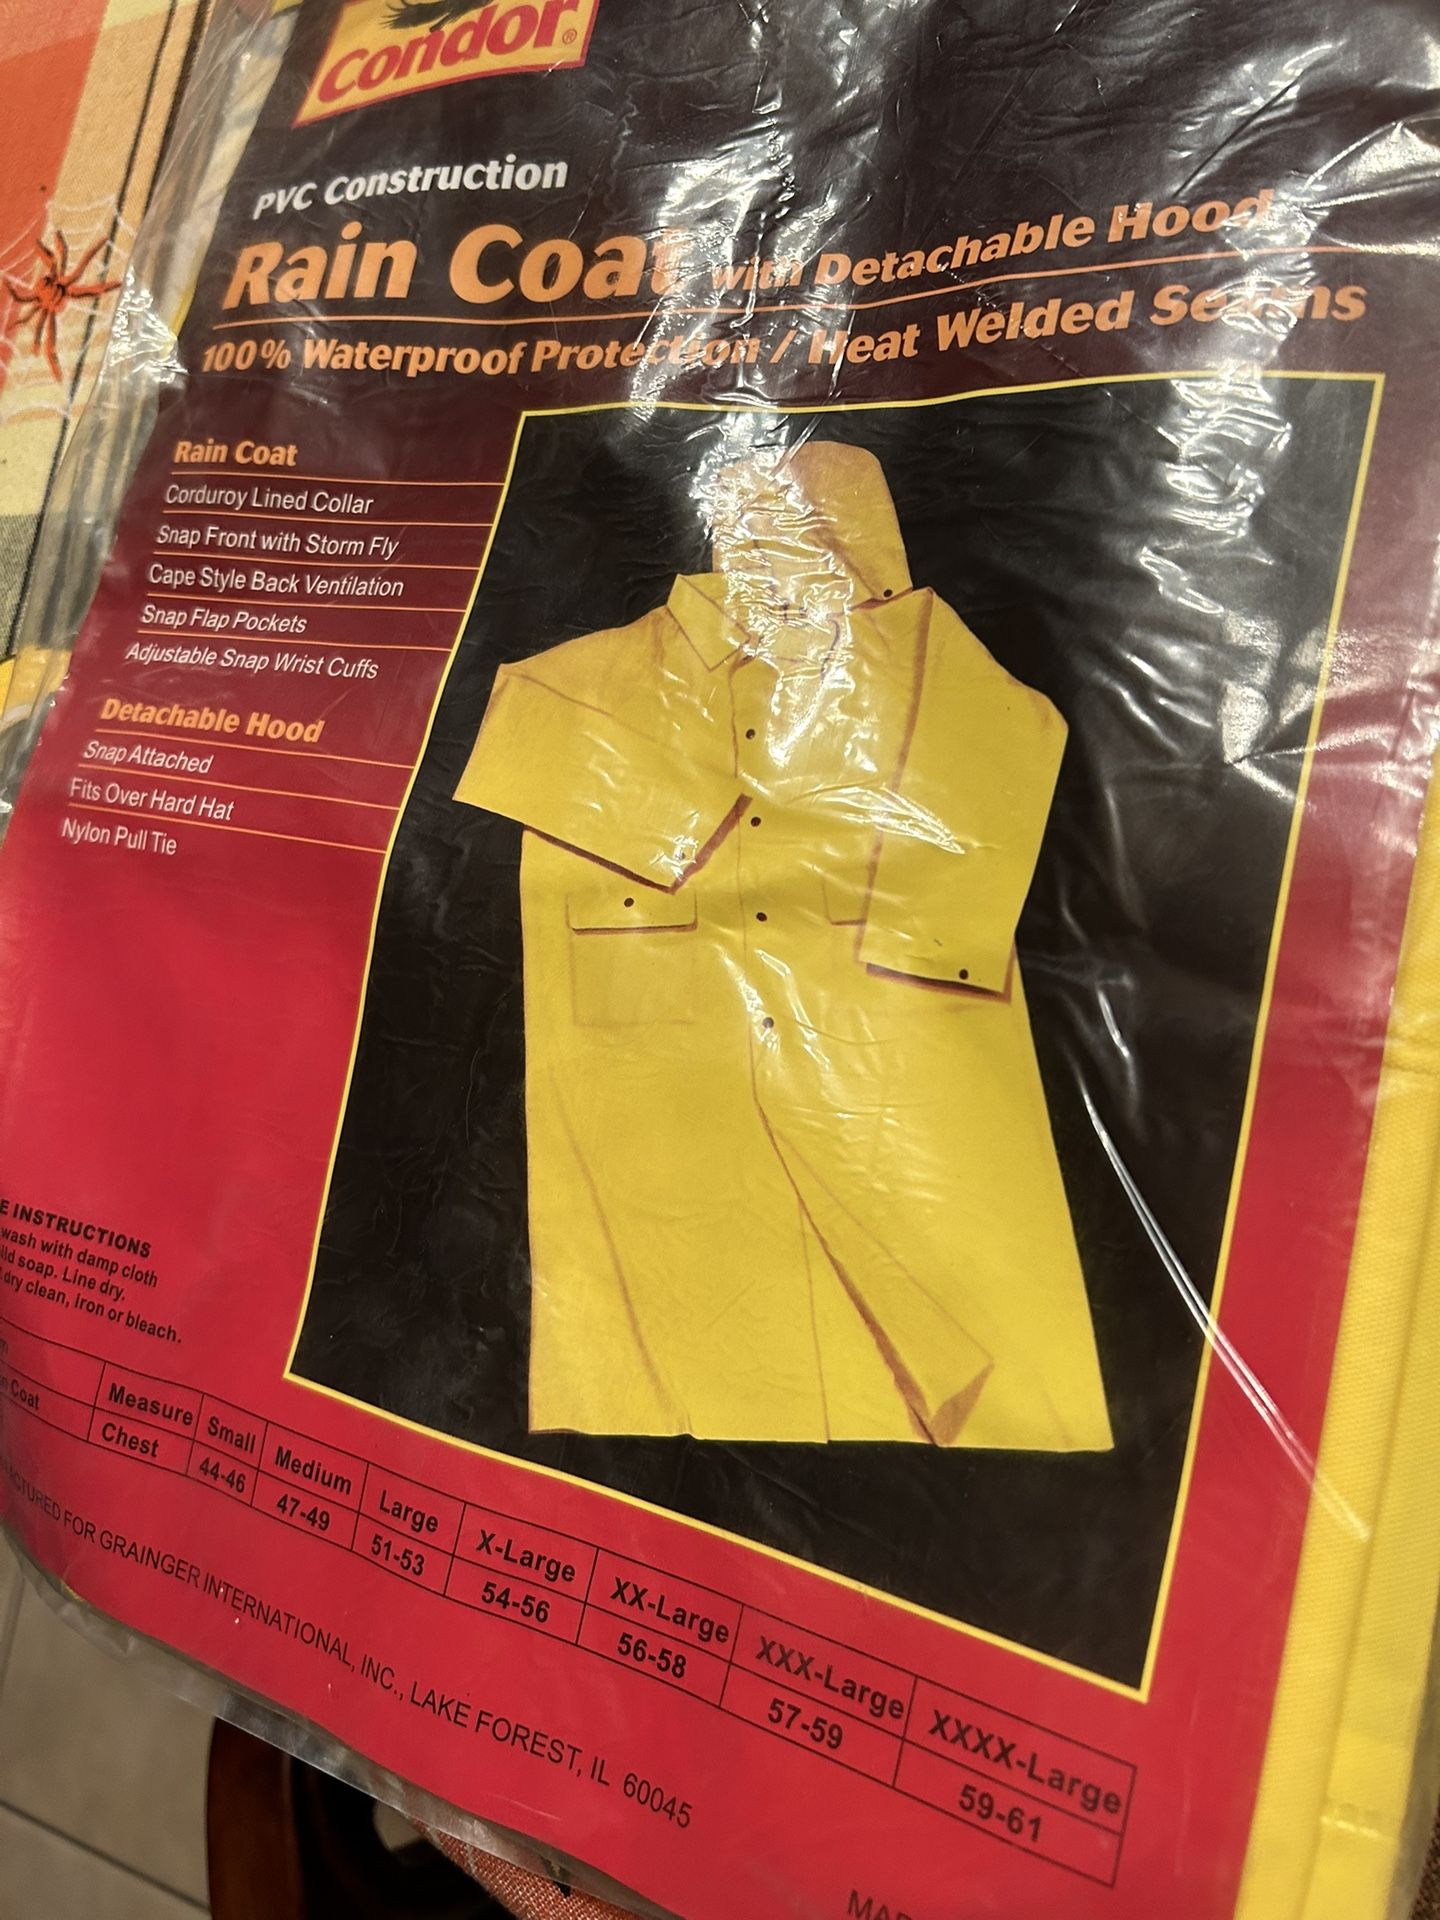 condor®
PVC Construction
Rain Coat with Detachable Hood
100% Waterproof Protection / Heat Welded Seams
Rain Coat
Corduroy Lined Collar
Snap Front with Storm Fly
Cape Style Back Ventilation
Snap Flap Pockets
Adjustable Snap Wrist Cuffs
Detachable Hood
Snap Attached
Fits Over Hard Hat
Nylon Pull Tie
E INSTRUCTIONS
wash with damp cloth
ild soap. Line dry.
dry clean, iron or bleach.
Measure Small Medium Large X-Large XX-Large XXX-Large XXXX-Large
Coat Chest 44-46 47-49 51-53 54-56 56-58 57-59 59-61
FOR GRAINGER INTERNATIONAL, INC., LAKE FOREST, IL 60045